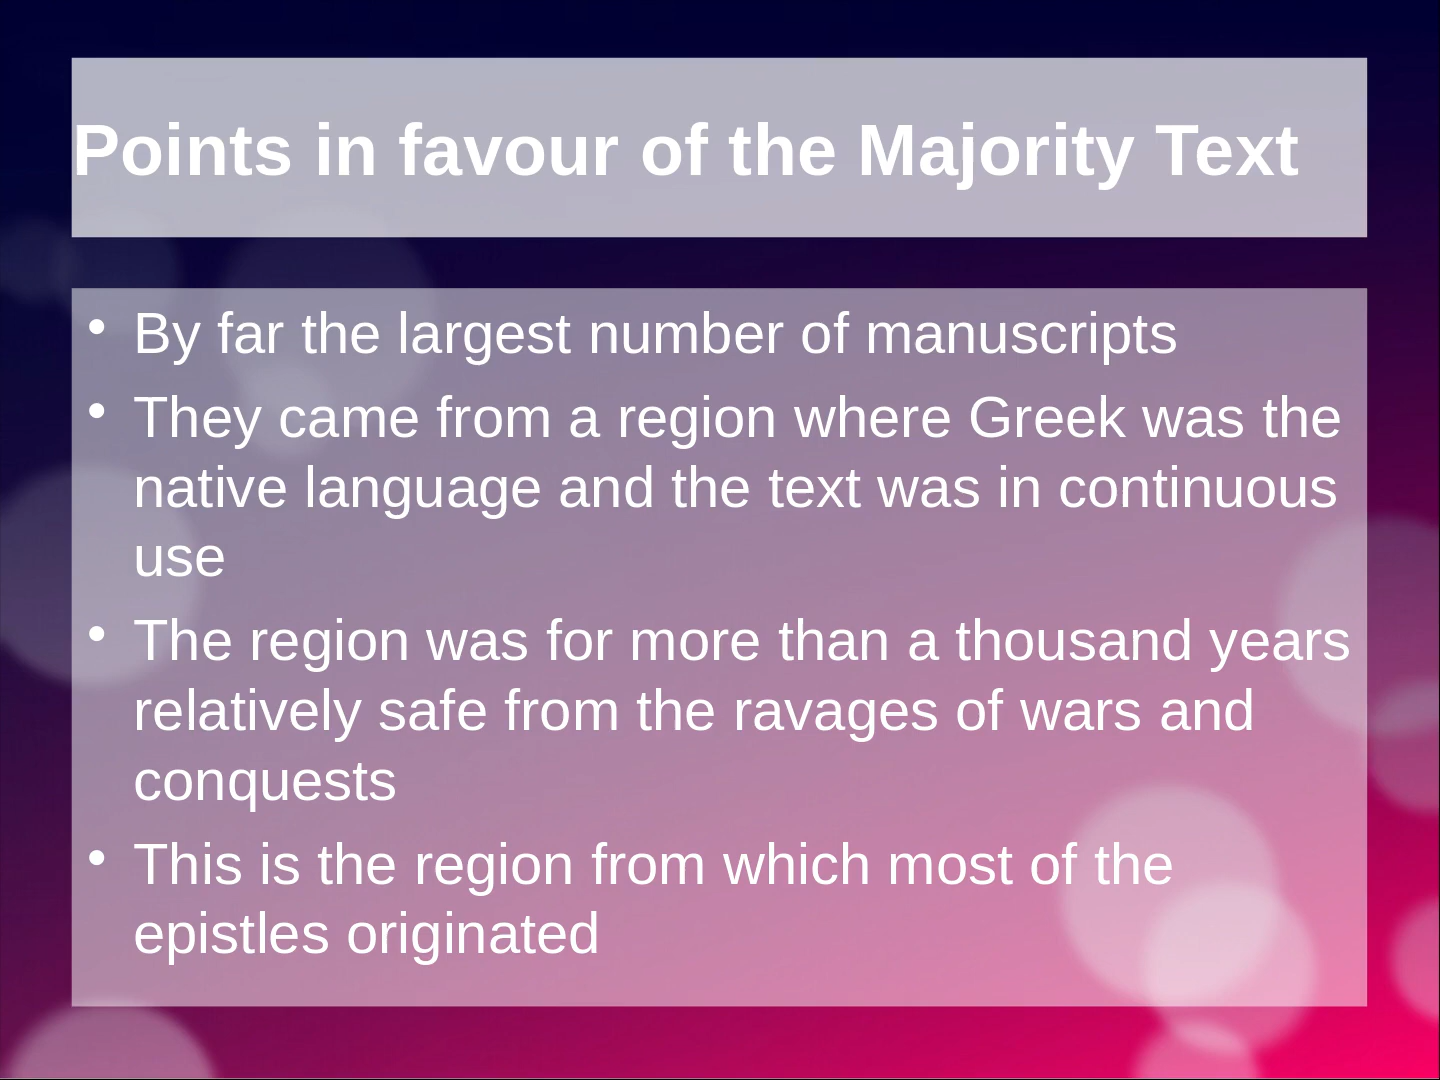 Points in favour of the Majority Text
• By far the largest number of manuscripts
• They came from a region where Greek was the
native language and the text was in continuous
use
• The region was for more than a thousand years
relatively safe from the ravages of wars and
conquests
• This is the region from which most of the
epistles originated